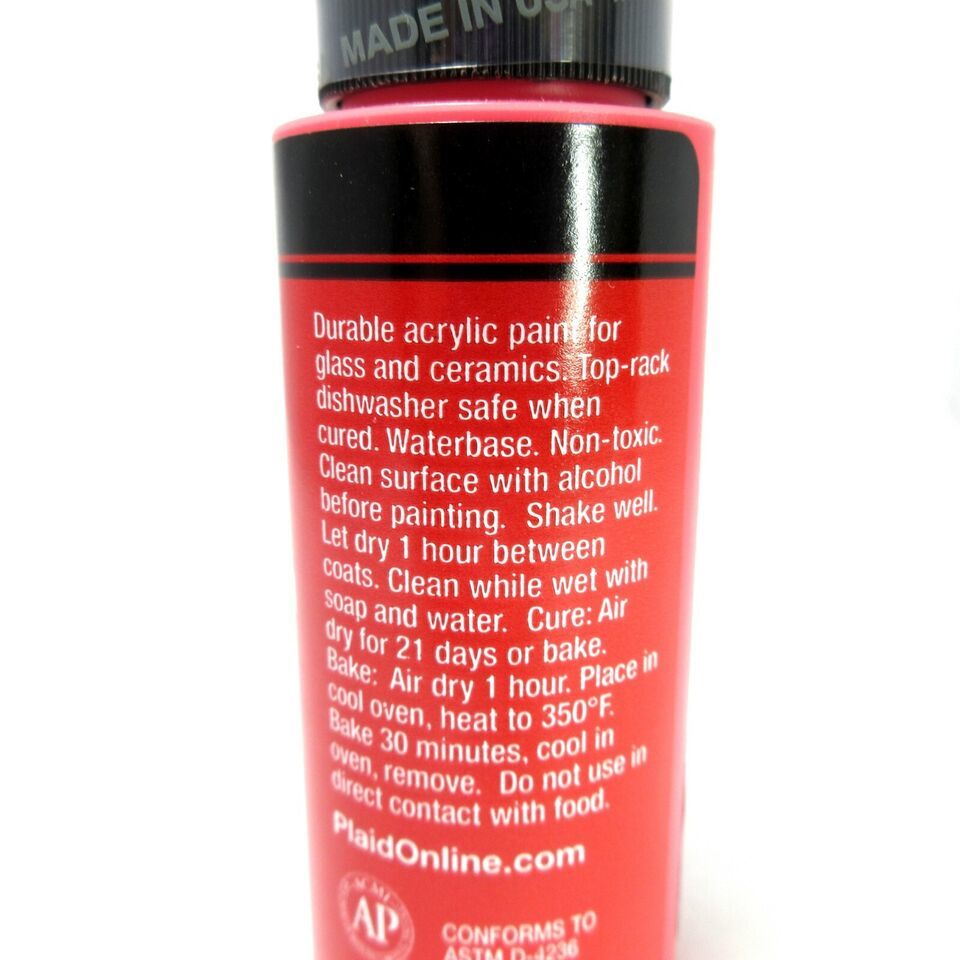 MADE IN USA
Durable acrylic paint for
glass and ceramics. Top-rack
dishwasher safe when
cured. Waterbase. Non-toxic.
Clean surface with alcohol
before painting. Shake well.
Let dry 1 hour between
coats. Clean while wet with
soap and water. Cure: Air
dry for 21 days or bake.
Bake: Air dry 1 hour. Place in
cool oven, heat to 350°F.
Bake 30 minutes, cool in
oven, remove. Do not use in
direct contact with food.
PlaidOnline.com
ACMI
AP
CONFORMS TO
ASTM D-4236